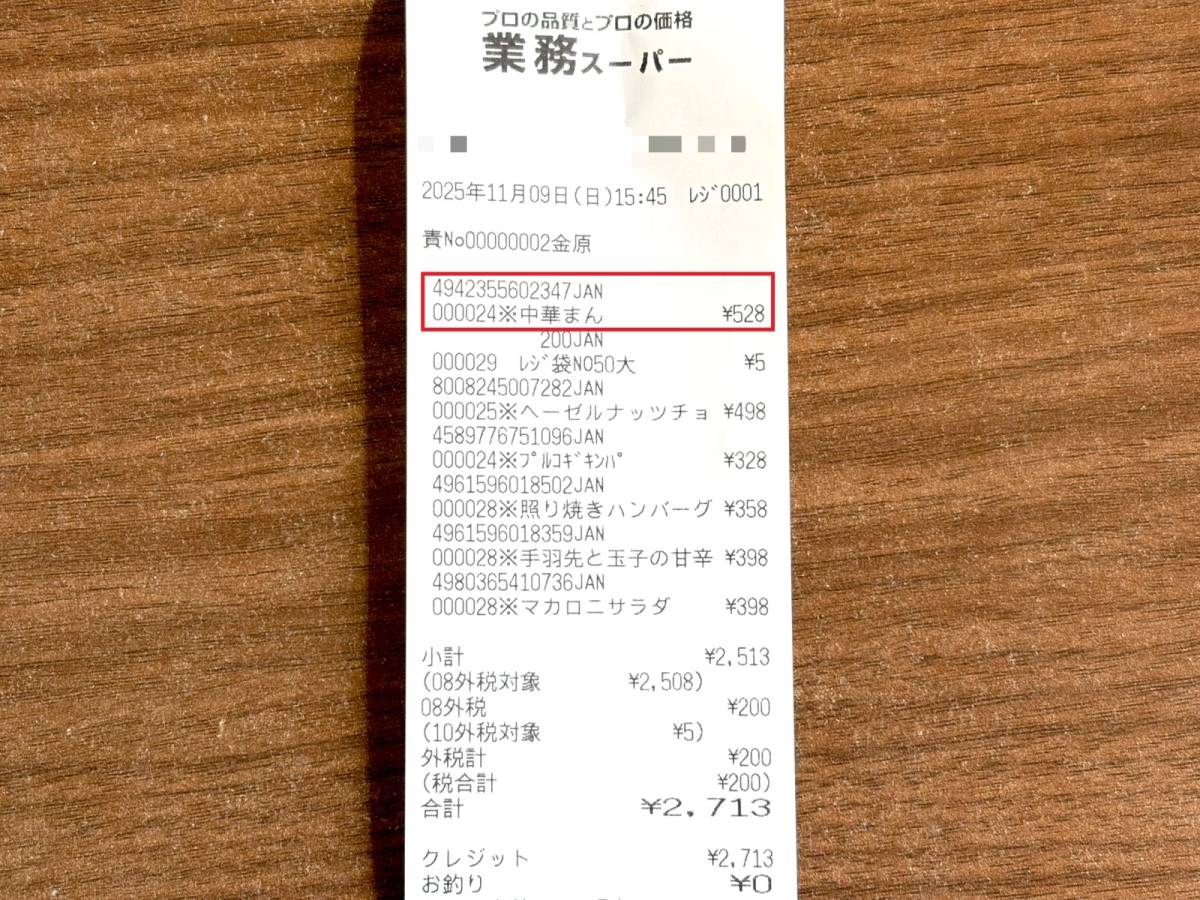 プロの品質とプロの価格
業務スーパー
2025年11月09日(日)15:45 ﾚｼﾞ0001
責No00000002金原
4942355602347JAN
000024※中華まん ¥528
200JAN
000029 ﾚｼﾞ袋NO50大 ¥5
8008245007282JAN
000025※ヘーゼルナッツチョ ¥498
4589776751096JAN
000024※ﾌﾟﾙｺｷﾞｷﾝﾊﾟ ¥328
4961596018502JAN
000028※照り焼きハンバーグ ¥358
4961596018359JAN
000028※手羽先と玉子の甘辛 ¥398
4980365410736JAN
000028※マカロニサラダ ¥398
小計 ¥2,513
(08外税対象 ¥2,508)
08外税 ¥200
(10外税対象 ¥5)
外税計 ¥200
(税合計 ¥200)
合計 ¥2,713
クレジット ¥2,713
お釣り ¥0